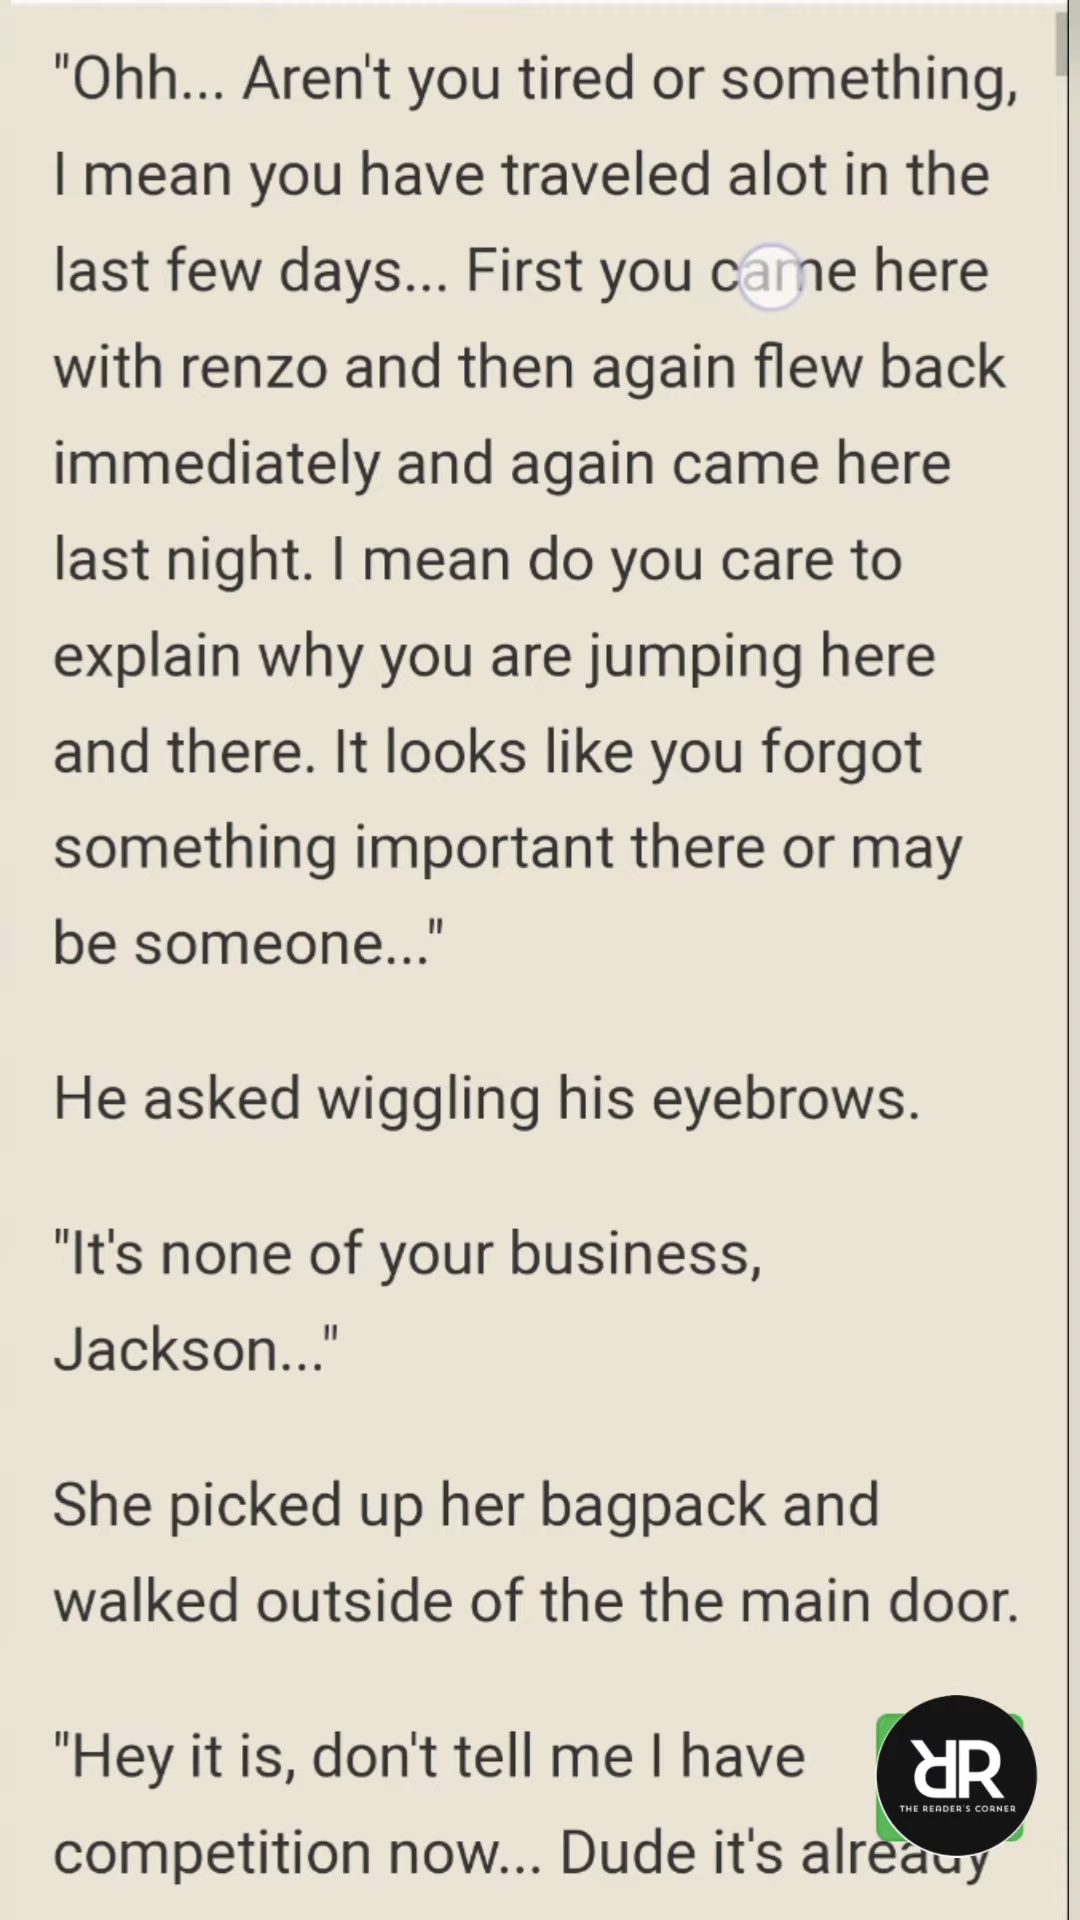 "Ohh... Aren't you tired or something,
I mean you have traveled alot in the
last few days... First you came here
with renzo and then again flew back
immediately and again came here
last night. I mean do you care to
explain why you are jumping here
and there. It looks like you forgot
something important there or may
be someone..."
He asked wiggling his eyebrows.
"It's none of your business,
Jackson..."
She picked up her bagpack and
walked outside of the the main door.
"Hey it is, don't tell me I have
competition now... Dude it's already
RR
THE READER'S CORNER